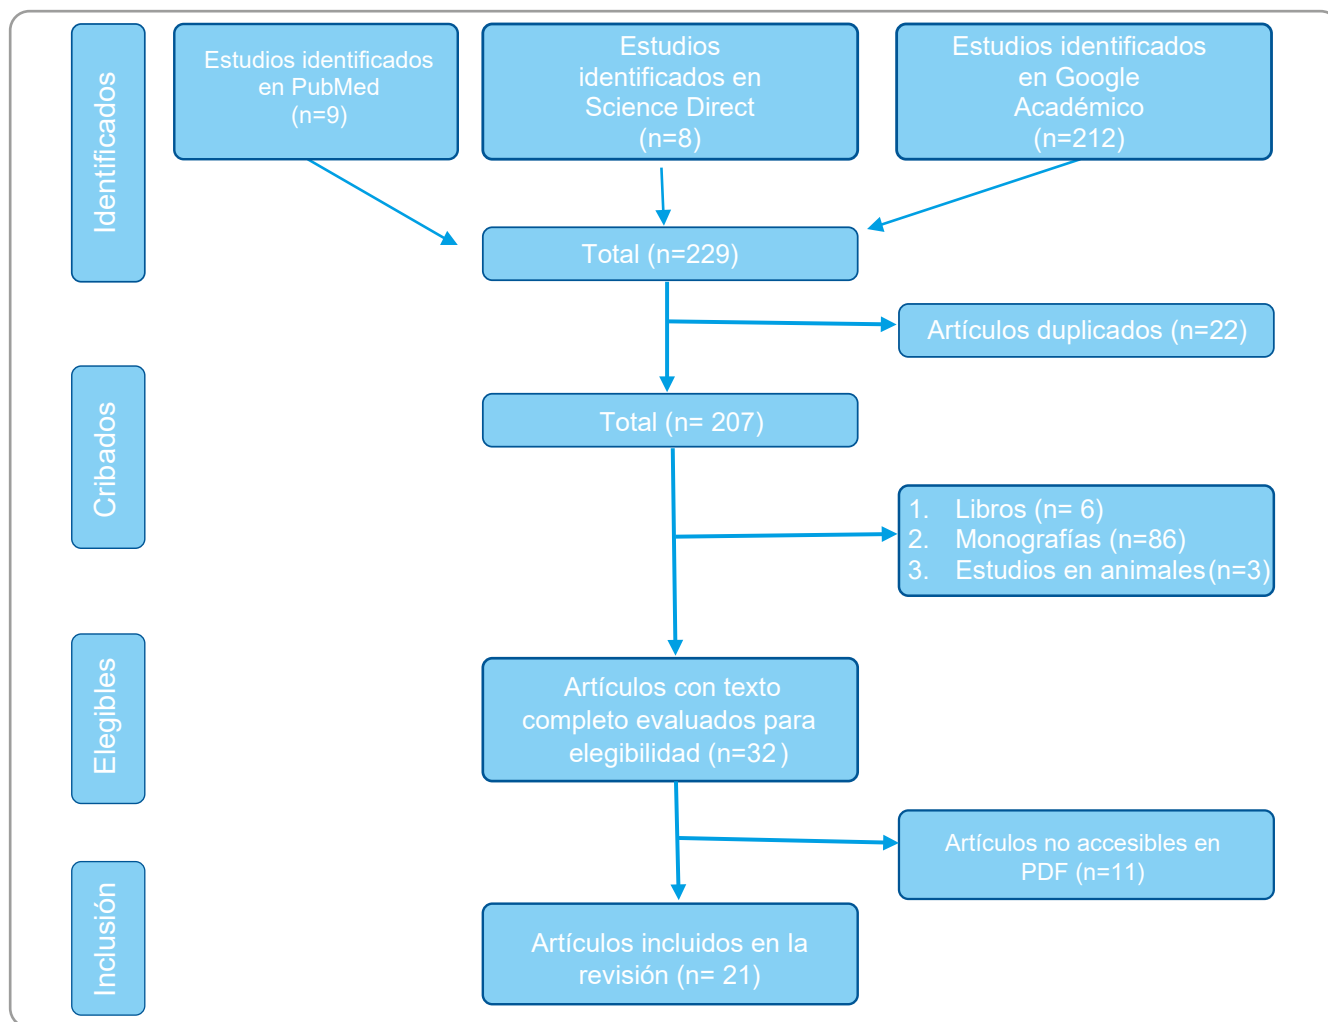 Identificados
Estudios identificados
en PubMed
(n=9)
Estudios
identificados en
Science Direct
(n=8)
Estudios identificados
en Google
Académico
(n=212)
Total (n=229)
Artículos duplicados (n=22)
Cribados
Total (n= 207)
1. Libros (n= 6)
2. Monografías (n=86)
3. Estudios en animales (n=3)
Elegibles
Artículos con texto
completo evaluados para
elegibilidad (n=32 )
Artículos no accesibles en
PDF (n=11)
Inclusión
Artículos incluidos en la
revisión (n= 21)